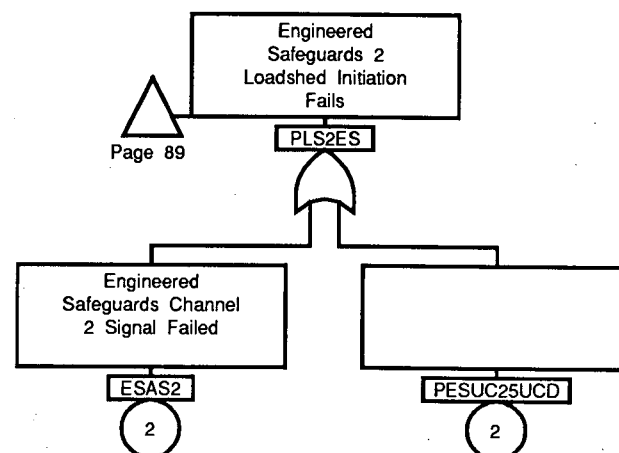 Engineered
Safeguards 2
Loadshed Initiation
Fails
Page 89
PLS2ES
Engineered
Safeguards Channel
2 Signal Failed
ESAS2
PESUC25UCD
2
2